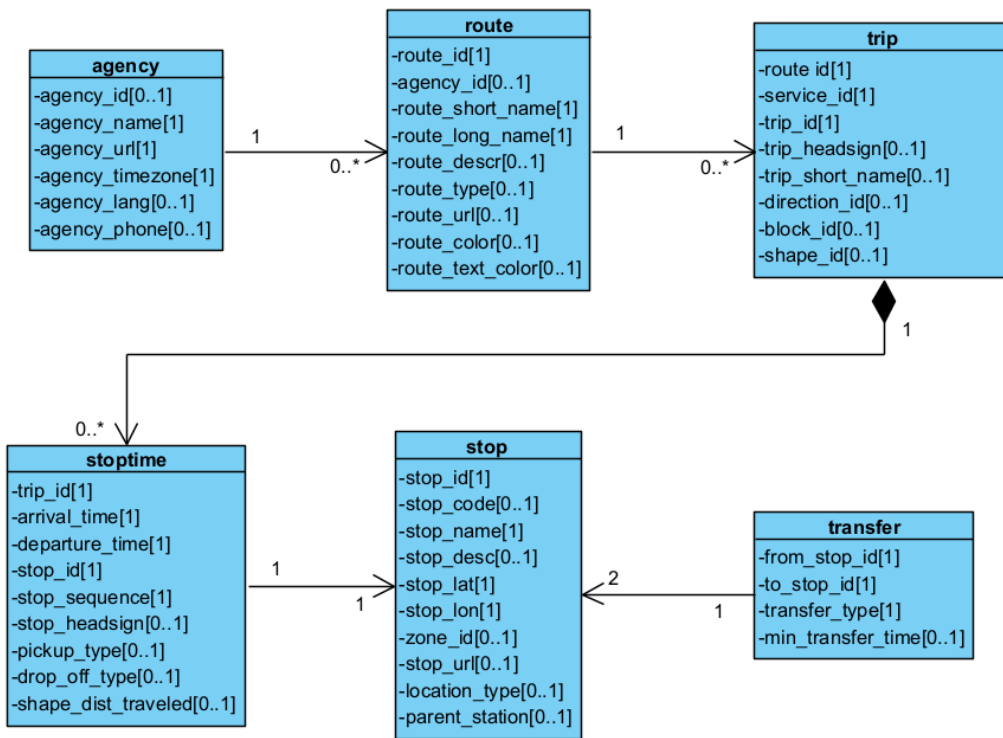 agency
-agency_id[0..1]
-agency_name[1]
-agency_url[1]
-agency_timezone[1]
-agency_lang[0..1]
-agency_phone[0..1]
1
0..*
route
-route_id[1]
-agency_id[0..1]
-route_short_name[1]
-route_long_name[1]
-route_descr[0..1]
-route_type[0..1]
-route_url[0..1]
-route_color[0..1]
-route_text_color[0..1]
1
0..*
trip
-route id[1]
-service_id[1]
-trip_id[1]
-trip_headsign[0..1]
-trip_short_name[0..1]
-direction_id[0..1]
-block_id[0..1]
-shape_id[0..1]
1
0..*
stoptime
-trip_id[1]
-arrival_time[1]
-departure_time[1]
-stop_id[1]
-stop_sequence[1]
-stop_headsign[0..1]
-pickup_type[0..1]
-drop_off_type[0..1]
-shape_dist_traveled[0..1]
1
1
stop
-stop_id[1]
-stop_code[0..1]
-stop_name[1]
-stop_desc[0..1]
-stop_lat[1]
-stop_lon[1]
-zone_id[0..1]
-stop_url[0..1]
-location_type[0..1]
-parent_station[0..1]
2
1
transfer
-from_stop_id[1]
-to_stop_id[1]
-transfer_type[1]
-min_transfer_time[0..1]